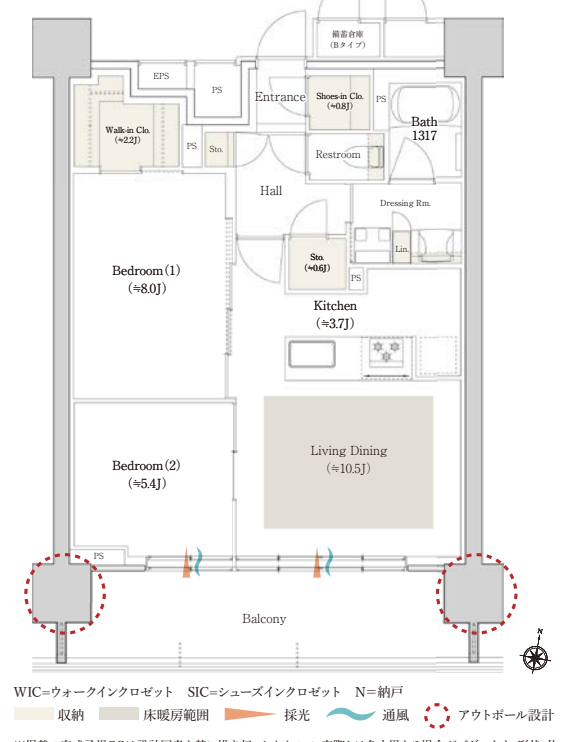 備蓄倉庫
(Bタイプ)
EPS
PS
Entrance
Shoes-in Clo.
(≒0.8J)
PS
Bath
1317
Walk-in Clo.
(≒2.2J)
PS
Sto.
Restroom
Hall
Dressing Rm.
Lin.
Sto.
(≒0.6J)
PS
Bedroom(1)
(≒8.0J)
Kitchen
(≒3.7J)
Living Dining
(≒10.5J)
Bedroom(2)
(≒5.4J)
PS
Balcony
N
WIC=ウォークインクロゼット SIC=シューズインクロゼット N=納戸
収納 床暖房範囲 採光 通風 アウトポール設計